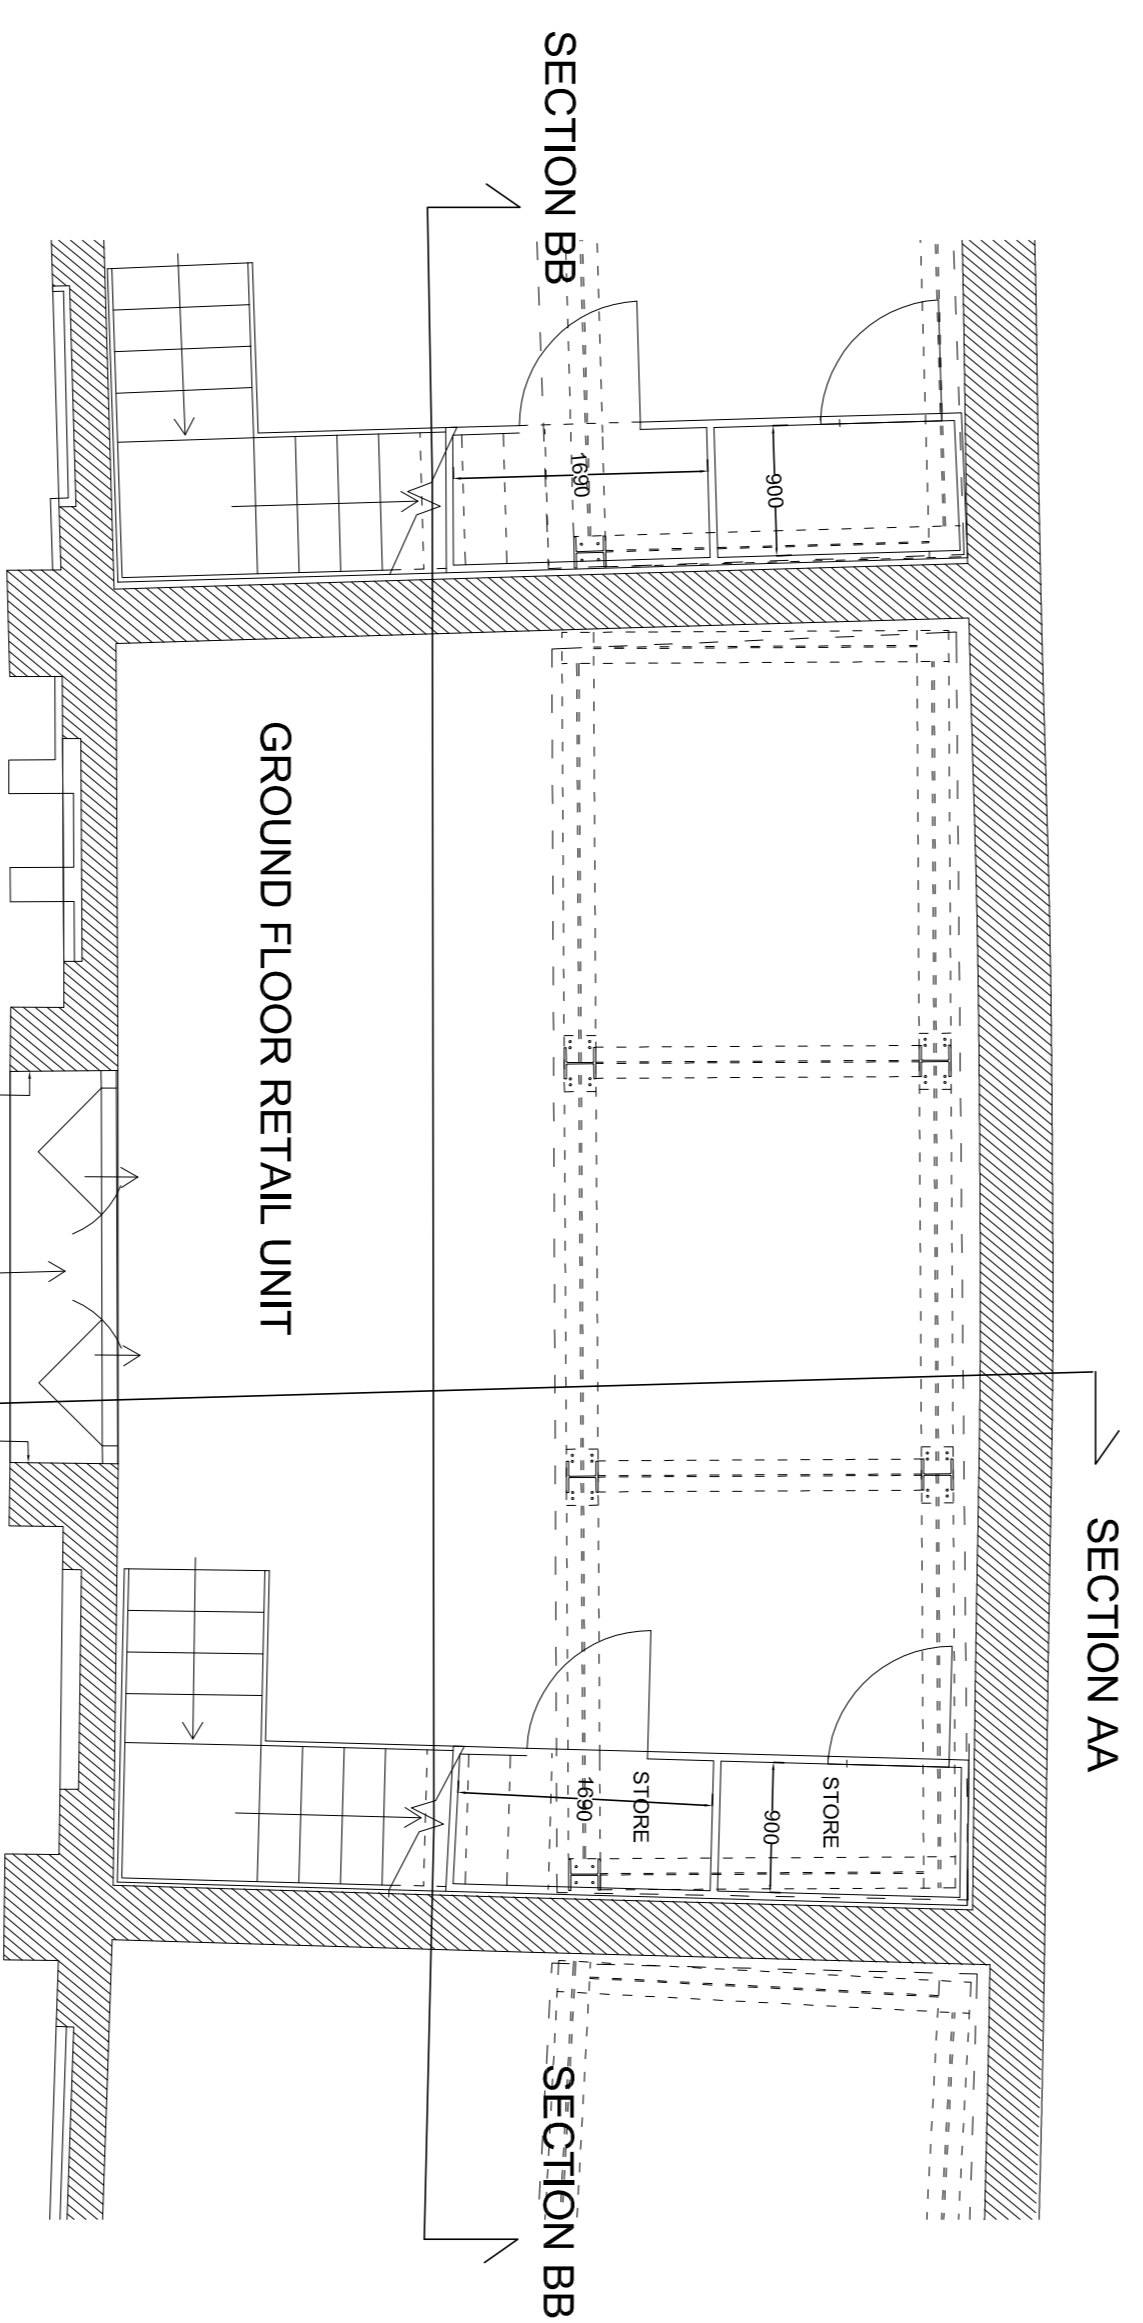 SECTION AA
SECTION BB
900
1690
GROUND FLOOR RETAIL UNIT
STORE
900
STORE
1690
SECTION BB